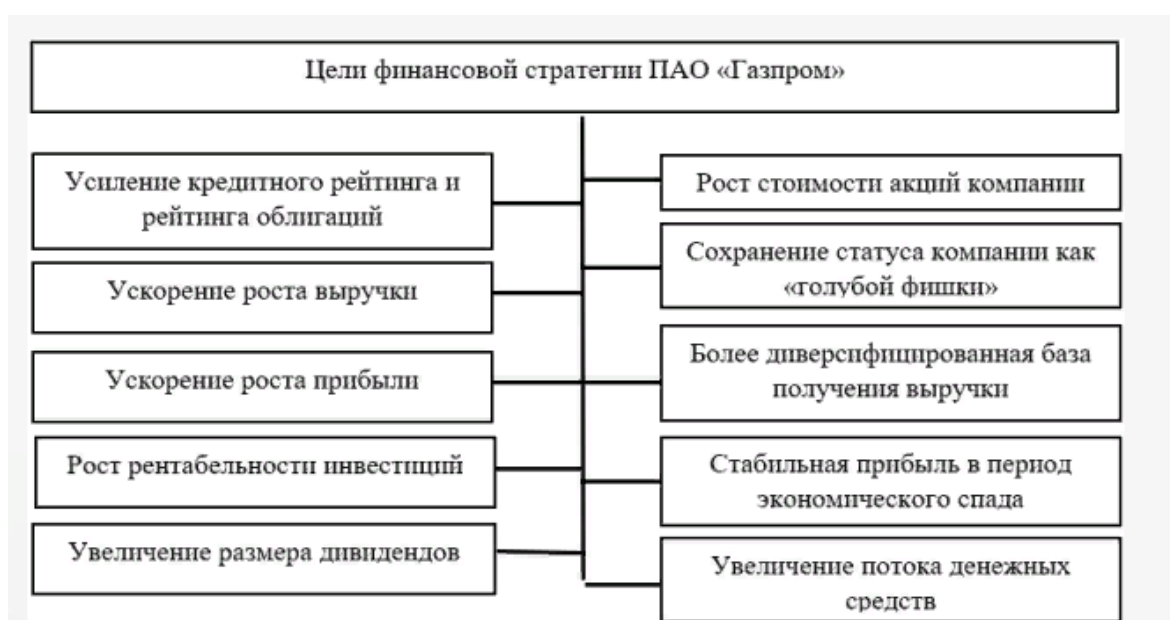 Цели финансовой стратегии ПАО «Газпром»
Усиление кредитного рейтинга и
рейтинга облигаций
Ускорение роста выручки
Ускорение роста прибыли
Рост рентабельности инвестиций
Увеличение размера дивидендов
Рост стоимости акций компании
Сохранение статуса компании как
«голубой фишки»
Более диверсифицированная база
получения выручки
Стабильная прибыль в период
экономического спада
Увеличение потока денежных
средств